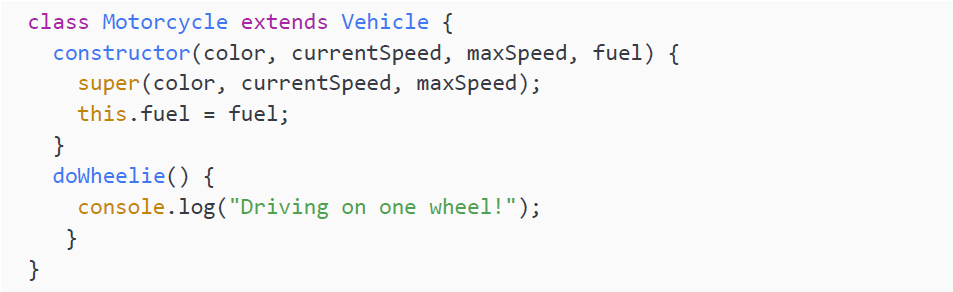 class Motorcycle extends Vehicle {
  constructor(color, currentSpeed, maxSpeed, fuel) {
    super(color, currentSpeed, maxSpeed);
    this.fuel = fuel;
  }
  doWheelie() {
    console.log("Driving on one wheel!");
   }
}